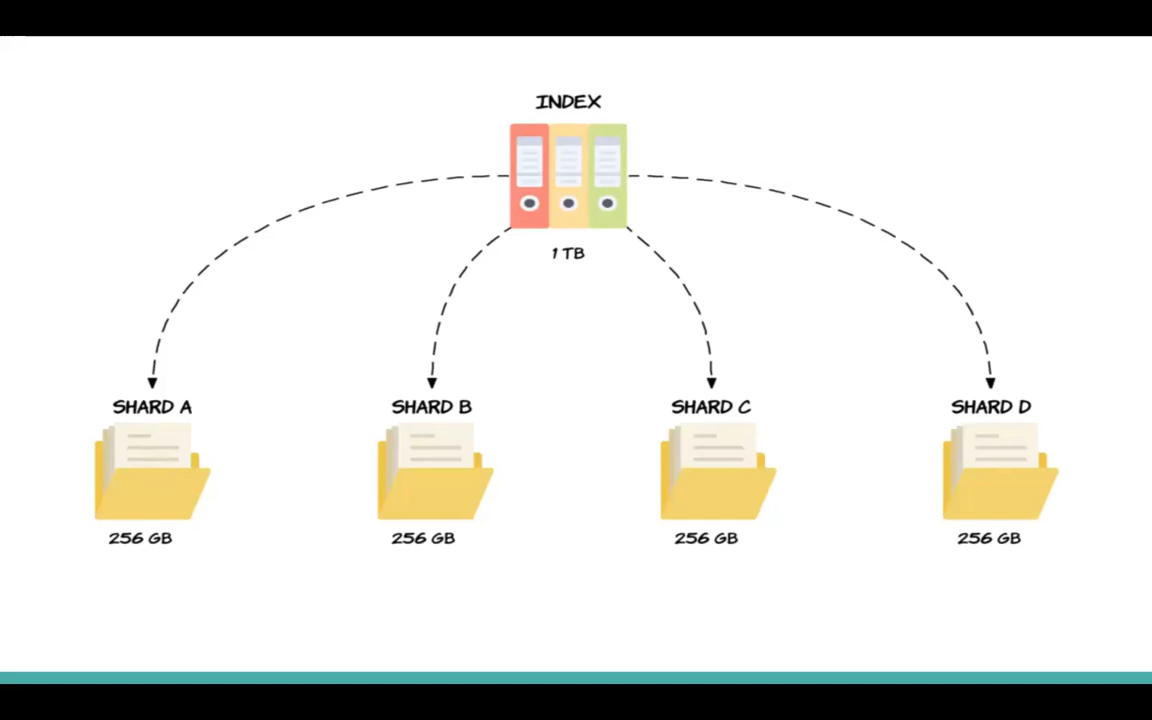 INDEX
1 TB
SHARD A
SHARD B
SHARD C
SHARD D
256 GB
256 GB
256 GB
256 GB